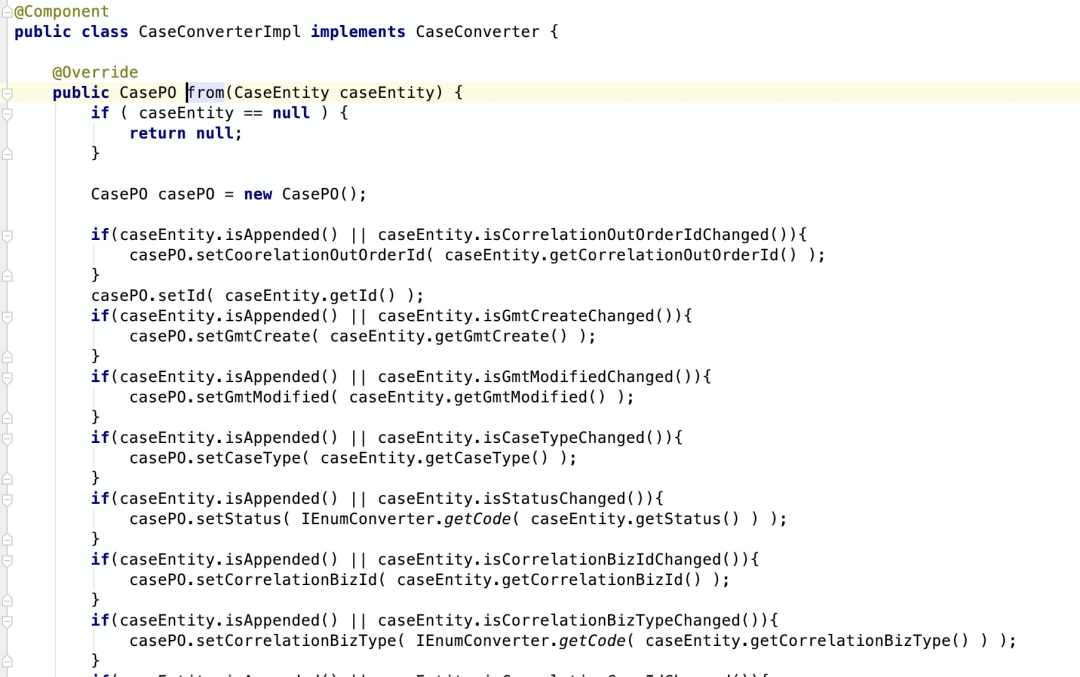 @Component
public class CaseConverterImpl implements CaseConverter {
@Override
public CasePO from(CaseEntity caseEntity) {
if ( caseEntity == null ) {
return null;
}
CasePO casePO = new CasePO();
if(caseEntity.isAppended() || caseEntity.isCorrelationOutOrderIdChanged()){
casePO.setCoorelationOutOrderId( caseEntity.getCorrelationOutOrderId() );
}
casePO.setId( caseEntity.getId() );
if(caseEntity.isAppended() || caseEntity.isGmtCreateChanged()){
casePO.setGmtCreate( caseEntity.getGmtCreate() );
}
if(caseEntity.isAppended() || caseEntity.isGmtModifiedChanged()){
casePO.setGmtModified( caseEntity.getGmtModified() );
}
if(caseEntity.isAppended() || caseEntity.isCaseTypeChanged()){
casePO.setCaseType( caseEntity.getCaseType() );
}
if(caseEntity.isAppended() || caseEntity.isStatusChanged()){
casePO.setStatus( IEnumConverter.getCode( caseEntity.getStatus() ) );
}
if(caseEntity.isAppended() || caseEntity.isCorrelationBizIdChanged()){
casePO.setCorrelationBizId( caseEntity.getCorrelationBizId() );
}
if(caseEntity.isAppended() || caseEntity.isCorrelationBizTypeChanged()){
casePO.setCorrelationBizType( IEnumConverter.getCode( caseEntity.getCorrelationBizType() ) );
}